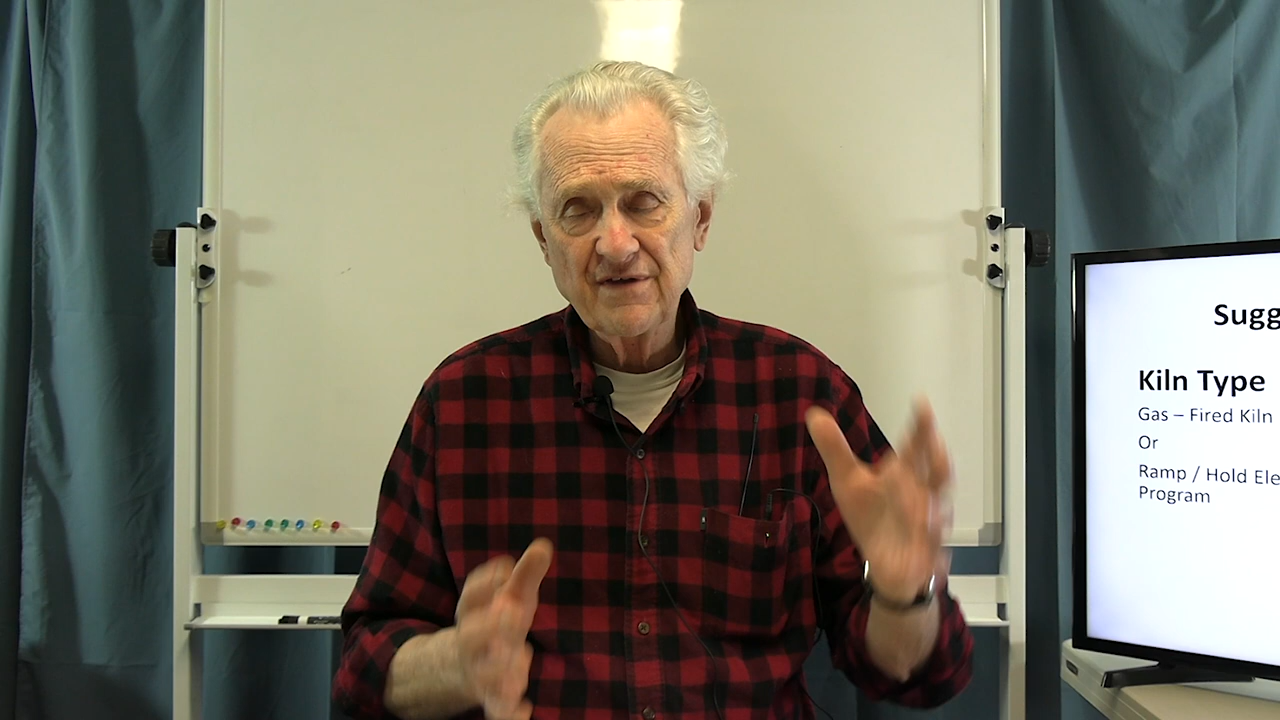 Sugg
Kiln Type
Gas – Fired Kiln
Or
Ramp / Hold Ele
Program